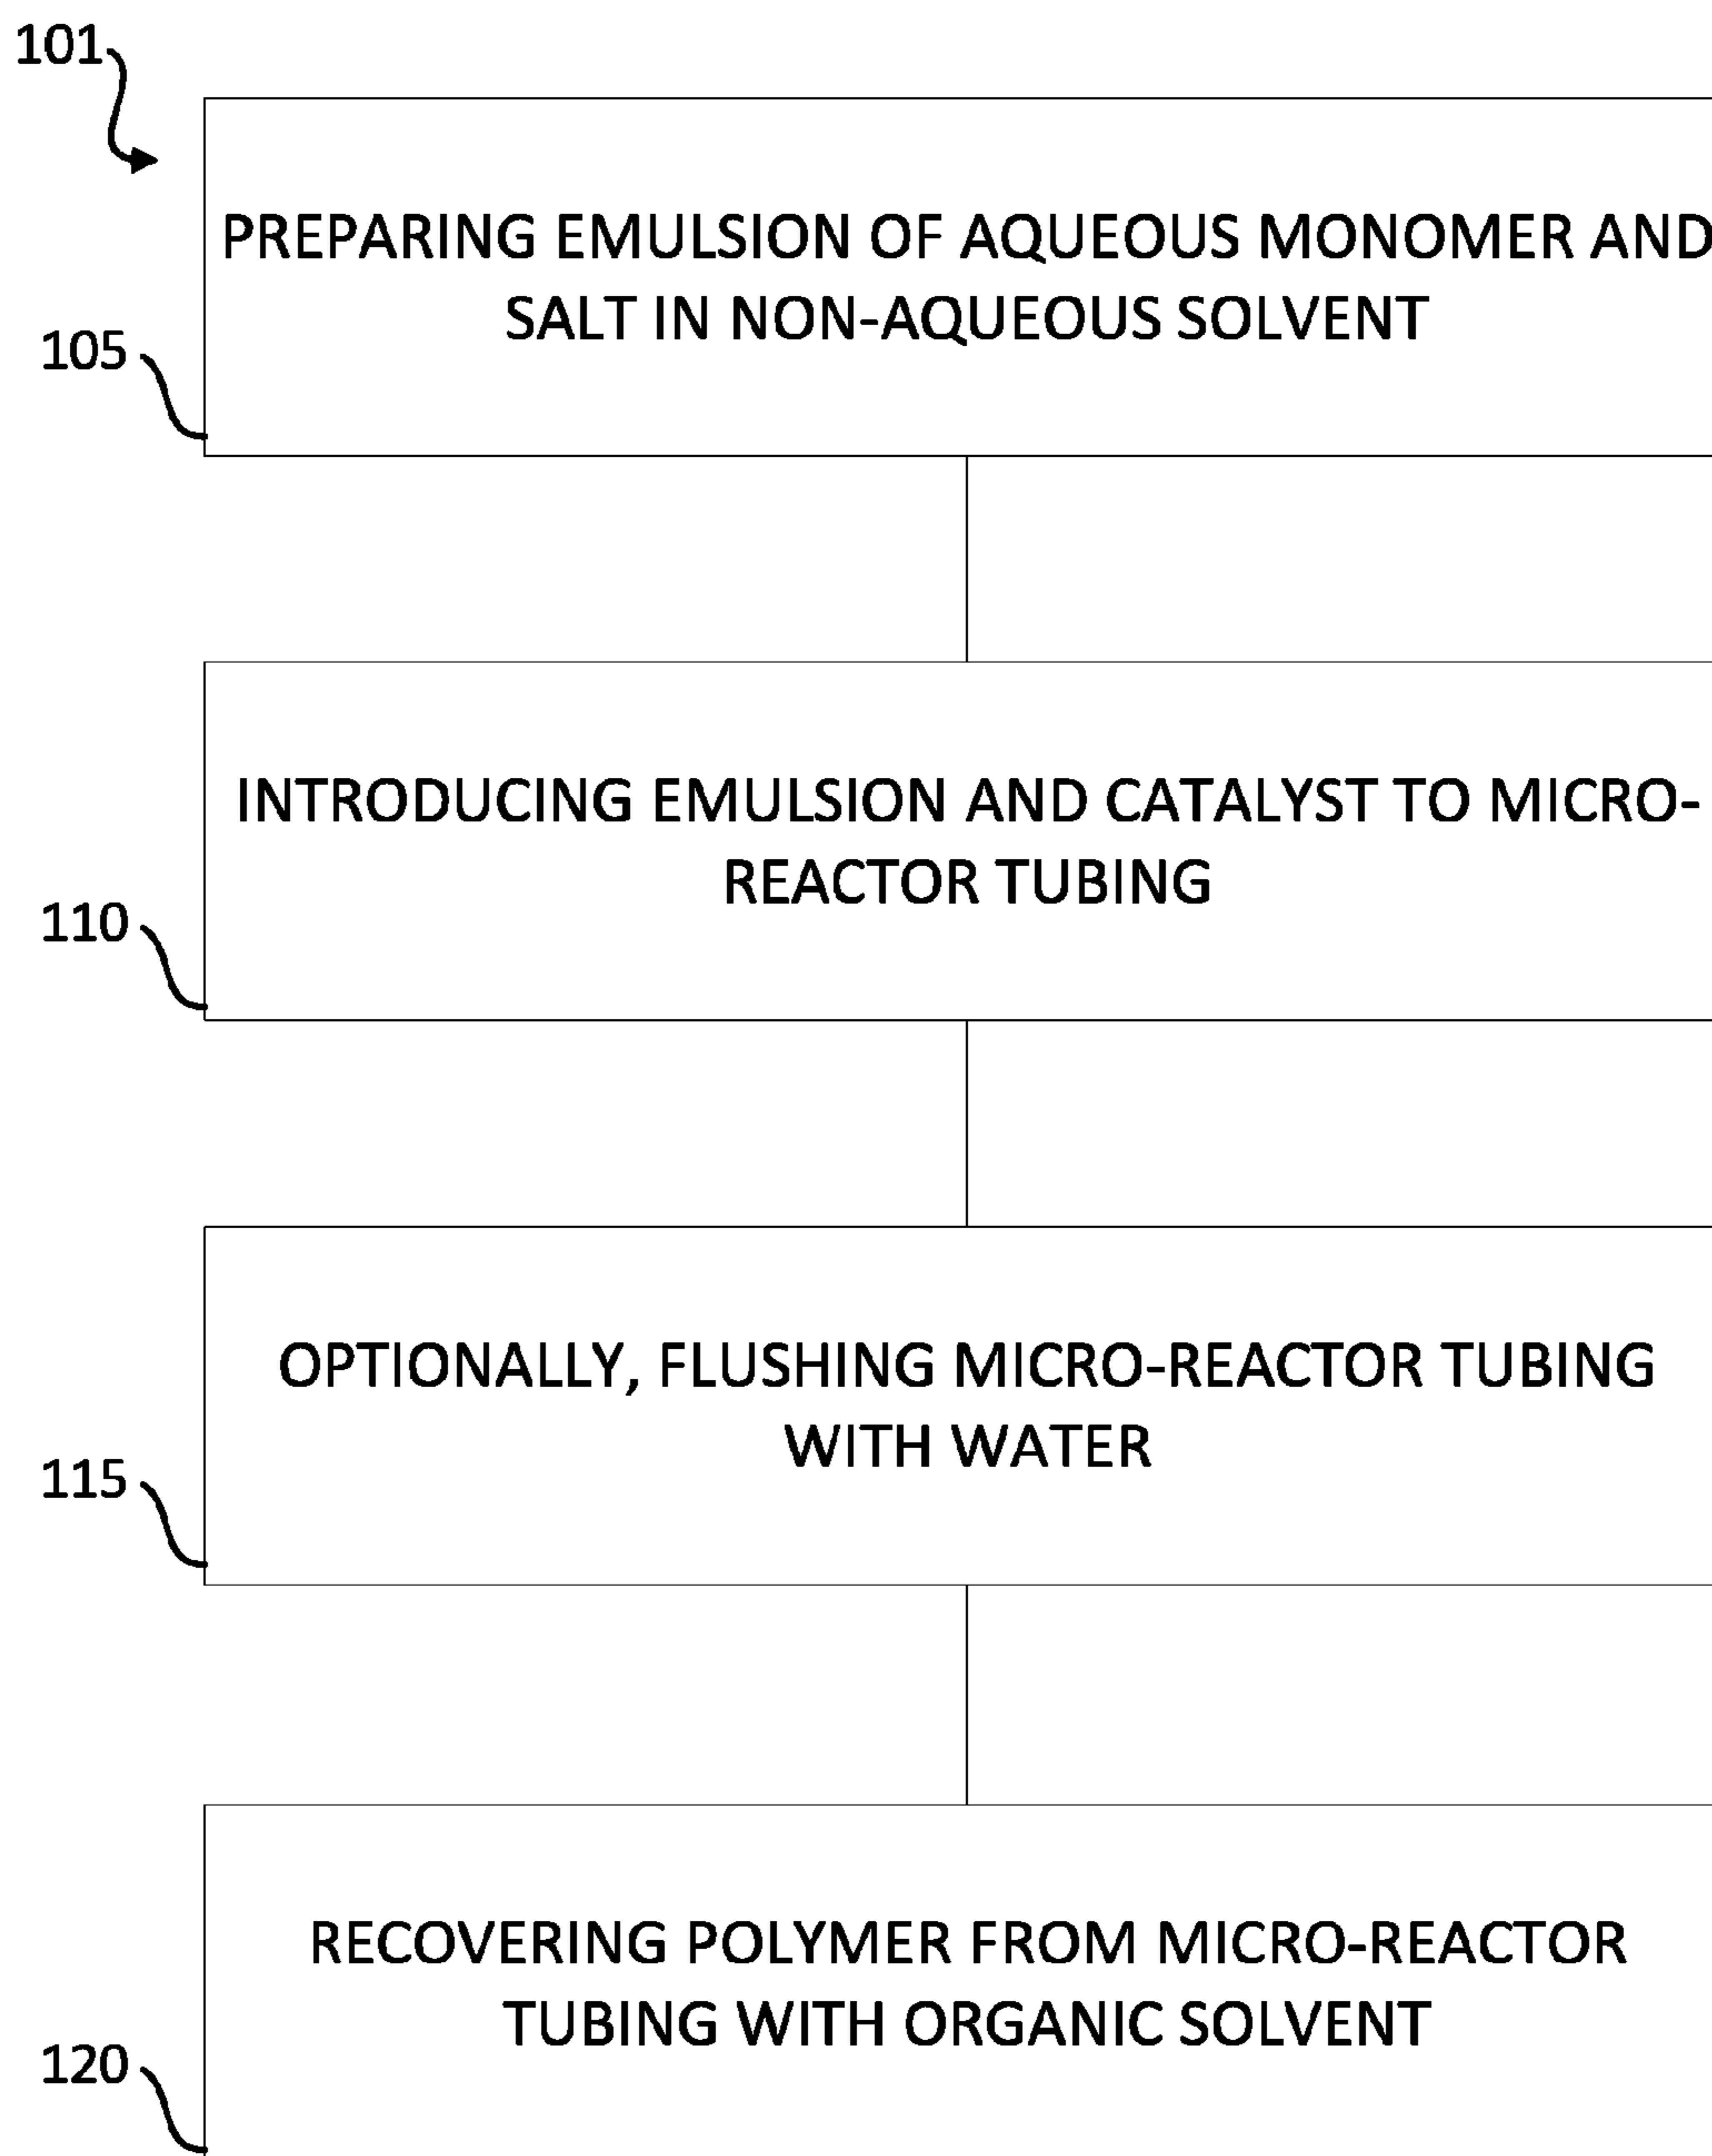 101
PREPARING EMULSION OF AQUEOUS MONOMER AND
SALT IN NON-AQUEOUS SOLVENT
105
INTRODUCING EMULSION AND CATALYST TO MICRO-
REACTOR TUBING
110
OPTIONALLY, FLUSHING MICRO-REACTOR TUBING
WITH WATER
115
RECOVERING POLYMER FROM MICRO-REACTOR
TUBING WITH ORGANIC SOLVENT
120